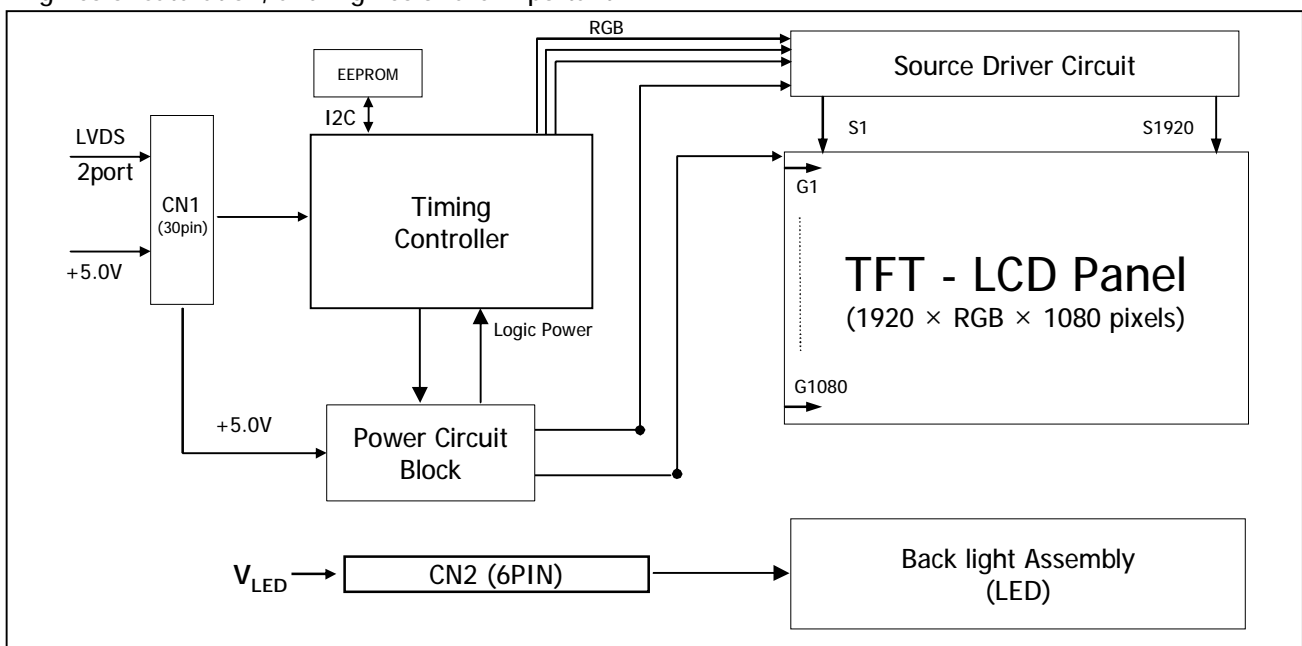 RGB
Source Driver Circuit
EEPROM
I2C
S1
S1920
LVDS
2port
CN1
(30pin)
+5.0V
Timing
Controller
G1
TFT - LCD Panel
(1920 × RGB × 1080 pixels)
G1080
Logic Power
+5.0V
Power Circuit
Block
VLED
CN2 (6PIN)
Back light Assembly
(LED)